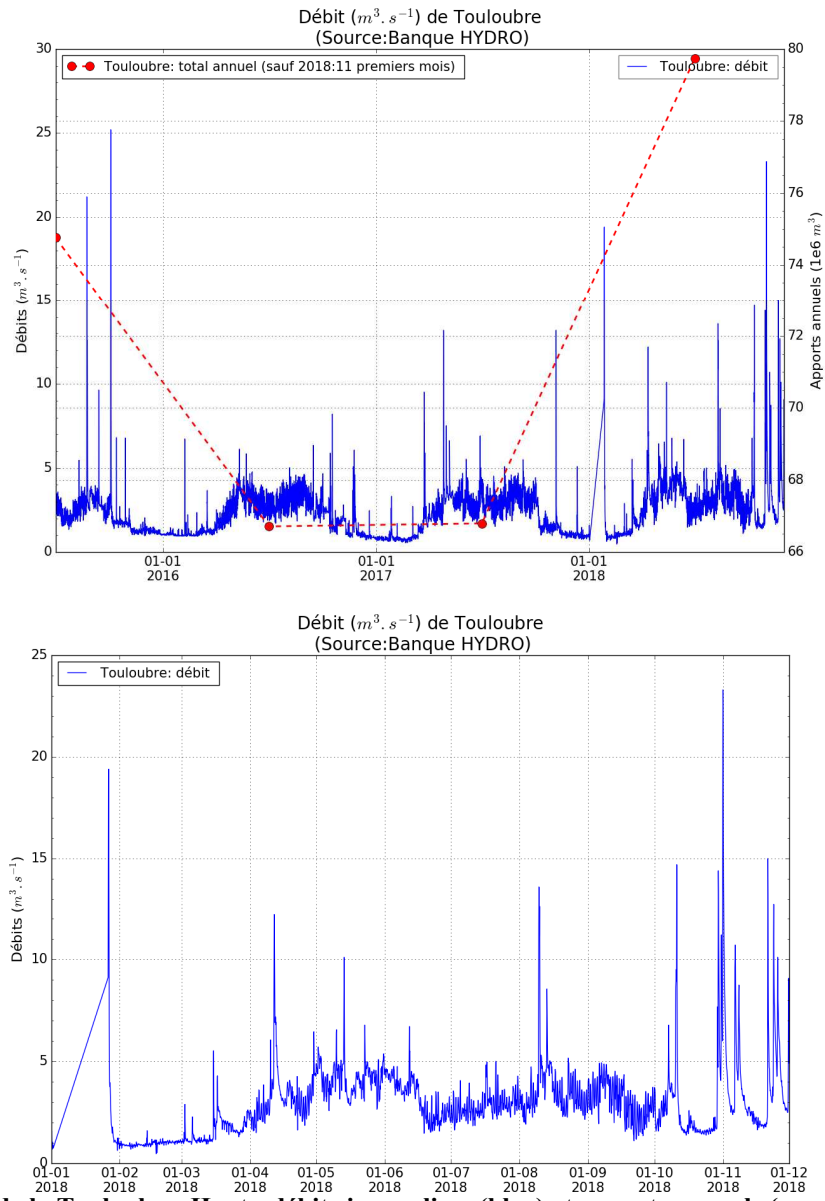 Débit (m³. s⁻¹) de Touloubre
(Source:Banque HYDRO)
30
25
20
15
10
5
0
Débits (m³. s⁻¹)
Touloubre: total annuel (sauf 2018:11 premiers mois)
Touloubre: débit
80
78
76
74
72
70
68
66
Apports annuels (1e6 m³)
01-01 01-01 01-01
2016 2017 2018
Débit (m³. s⁻¹) de Touloubre
(Source:Banque HYDRO)
25
20
15
10
5
0
Débits (m³. s⁻¹)
Touloubre: débit
01-01 01-02 01-03 01-04 01-05 01-06 01-07 01-08 01-09 01-10 01-11 01-12
2018 2018 2018 2018 2018 2018 2018 2018 2018 2018 2018 2018